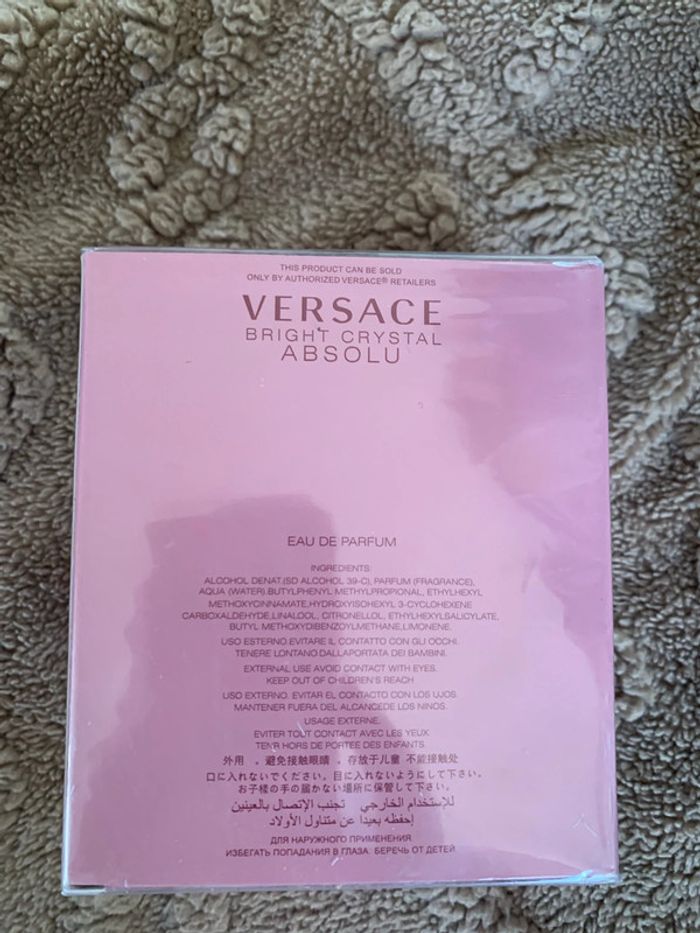 THIS PRODUCT CAN BE SOLD
ONLY BY AUTHORIZED VERSACE® RETAILERS
VERSACE
BRIGHT CRYSTAL
ABSOLU
EAU DE PARFUM
INGREDIENTS:
ALCOHOL DENAT.(SD ALCOHOL 39-C), PARFUM (FRAGRANCE),
AQUA (WATER).BUTYLPHENYL METHYLPROPIONAL, ETHYLHEXYL
METHOXYCINNAMATE,HYDROXYISOHEXYL 3-CYCLOHEXENE
CARBOXALDEHYDE,LINALOOL, CITRONELLOL, ETHYLHEXYLSALICYLATE,
BUTYL METHOXYDIBENZOYLMETHANE,LIMONENE.
USO ESTERNO.EVITARE IL CONTATTO CON GLI OCCHI.
TENERE LONTANO.DALLAPORTATA DEI BAMBINI.
EXTERNAL USE AVOID CONTACT WITH EYES.
KEEP OUT OF CHILDREN'S REACH
USO EXTERNO. EVITAR EL CONTACTO CON LOS UJOS.
MANTENER FUERA DEL ALCANCEDE LOS NINOS.
USAGE EXTERNE.
EVITER TOUT CONTACT AVEC LES YEUX
TENIR HORS DE PORTEE DES ENFANTS.
外用 。避免接触眼睛 。存放于儿童 不能接触处
口に入れないでください。目に入れないようにして下さい。
お子様の手の届かない場所に保管して下さい。
للإستخدام الخارجي تجنب الإتصال بالعينين
إحفظه بعيدا عن متناول الأولاد
ДЛЯ НАРУЖНОГО ПРИМЕНЕНИЯ.
ИЗБЕГАТЬ ПОПАДАНИЯ В ГЛАЗА. БЕРЕЧЬ ОТ ДЕТЕЙ.